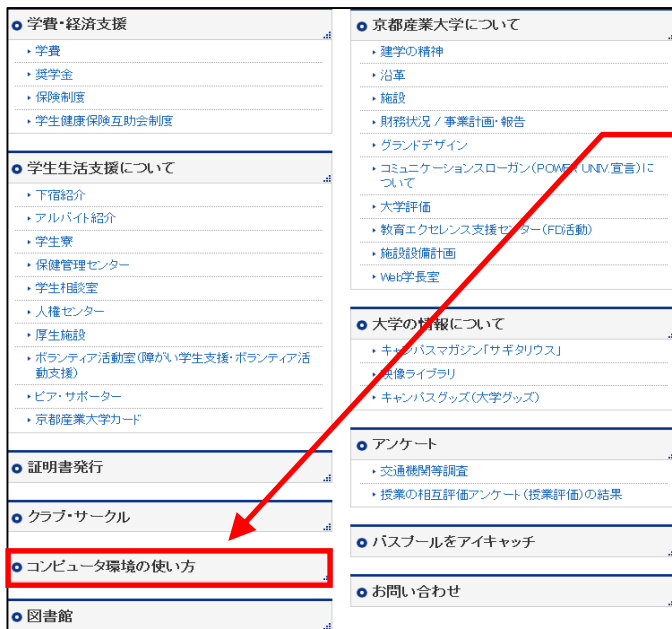 学費・経済支援
学費
奨学金
保険制度
学生健康保険互助会制度
学生生活支援について
下宿紹介
アルバイト紹介
学生寮
保健管理センター
学生相談室
人権センター
厚生施設
ボランティア活動室(障がい学生支援・ボランティア活
動支援)
ピア・サポーター
京都産業大学カード
証明書発行
クラブ・サークル
コンピュータ環境の使い方
図書館
京都産業大学について
建学の精神
沿革
施設
財務状況 / 事業計画・報告
グランドデザイン
コミュニケーションスローガン(POWER UNIV.宣言)に
ついて
大学評価
教育エクセレンス支援センター(FD活動)
施設設備計画
Web学長室
大学の情報について
キャンパスマガジン「サギタリウス」
映像ライブラリ
キャンパスグッズ(大学グッズ)
アンケート
交通機関等調査
授業の相互評価アンケート(授業評価)の結果
バスプールをアイキャッチ
お問い合わせ